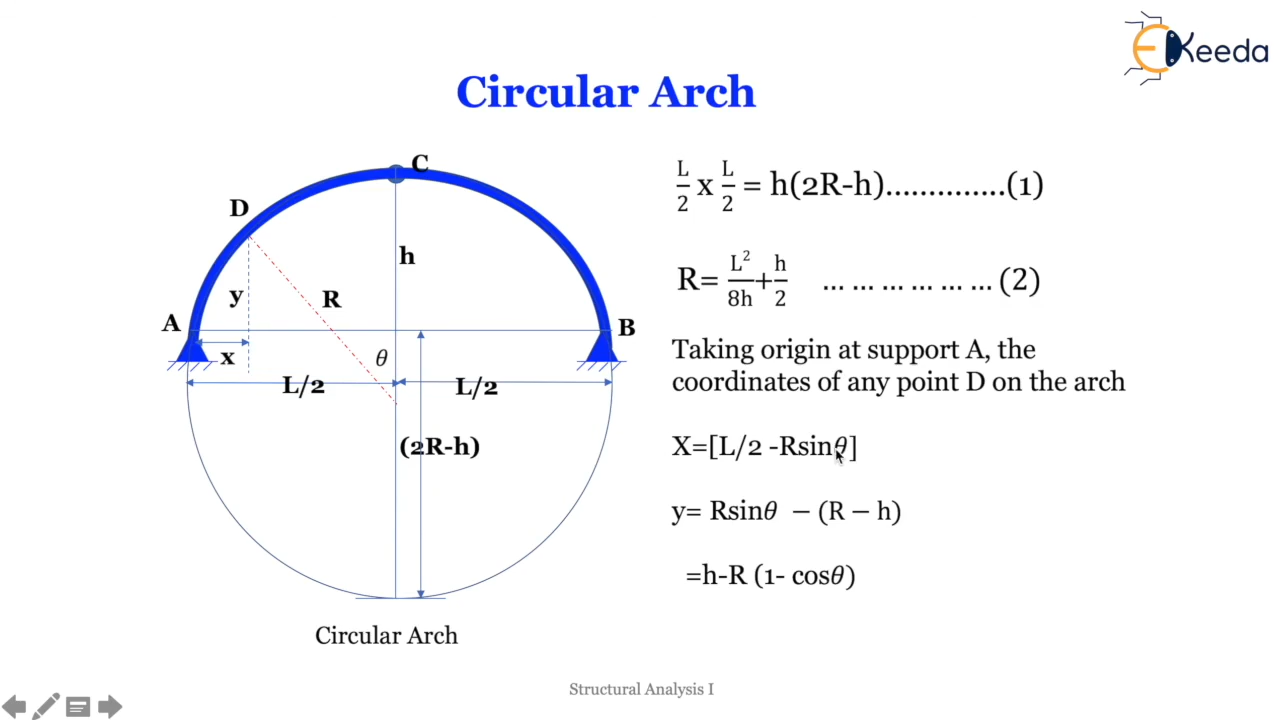 EKeeda
Circular Arch
C
D
h
y
R
A
B
x
θ
L/2
L/2
(2R-h)
Circular Arch
L/2 x L/2 = h(2R-h)..............(1)
R= L²/8h+h/2 ... ... ... ... ... ... (2)
Taking origin at support A, the
coordinates of any point D on the arch
X=[L/2 -Rsinθ]
y= Rsinθ − (R − h)
=h-R (1- cosθ)
Structural Analysis I